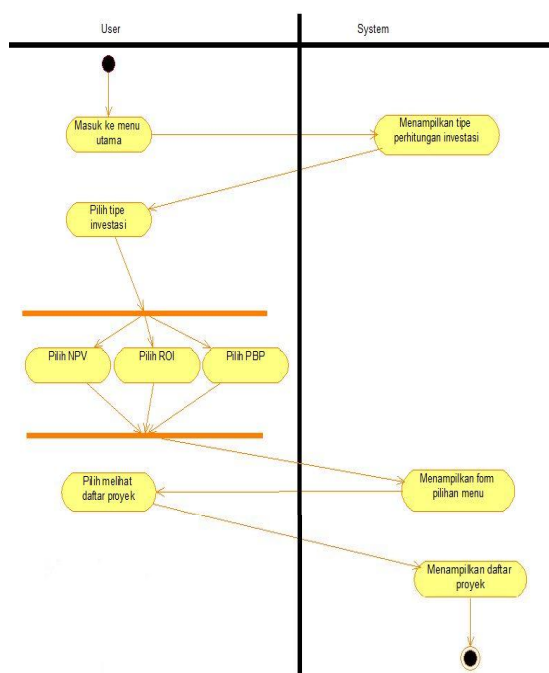 User
System
Masuk ke menu
utama
Menampilkan tipe
perhitungan investasi
Pilih tipe
investasi
Pilih NPV
Pilih ROI
Pilih PBP
Pilih melihat
daftar proyek
Menampilkan form
pilihan menu
Menampilkan daftar
proyek